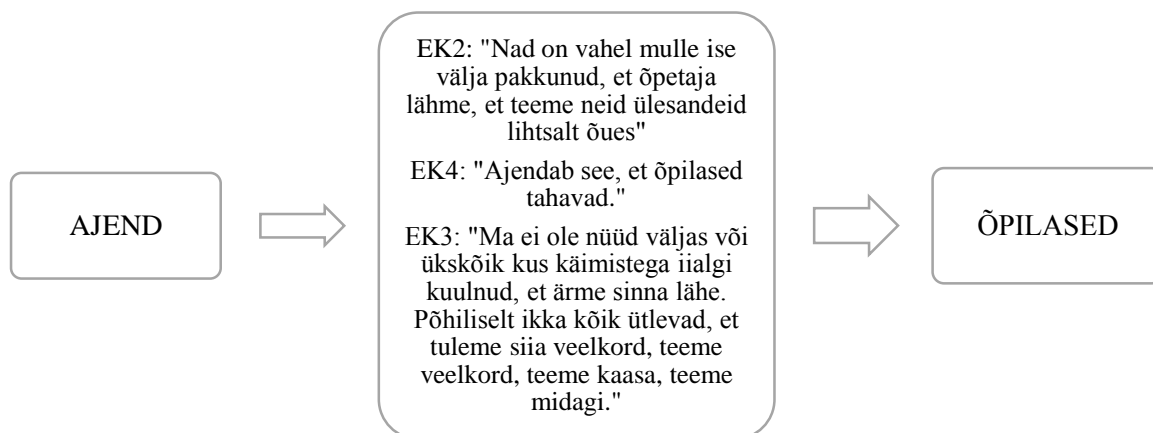 AJEND
EK2: "Nad on vahel mulle ise
välja pakkunud, et õpetaja
lähme, et teeme neid ülesandeid
lihtsalt õues"
EK4: "Ajendab see, et õpilased
tahavad."
EK3: "Ma ei ole nüüd väljas või
ükskõik kus käimistega iialgi
kuulnud, et ärme sinna lähe.
Põhiliselt ikka kõik ütlevad, et
tuleme siia veelkord, teeme
veelkord, teeme kaasa, teeme
midagi."
ÕPILASED